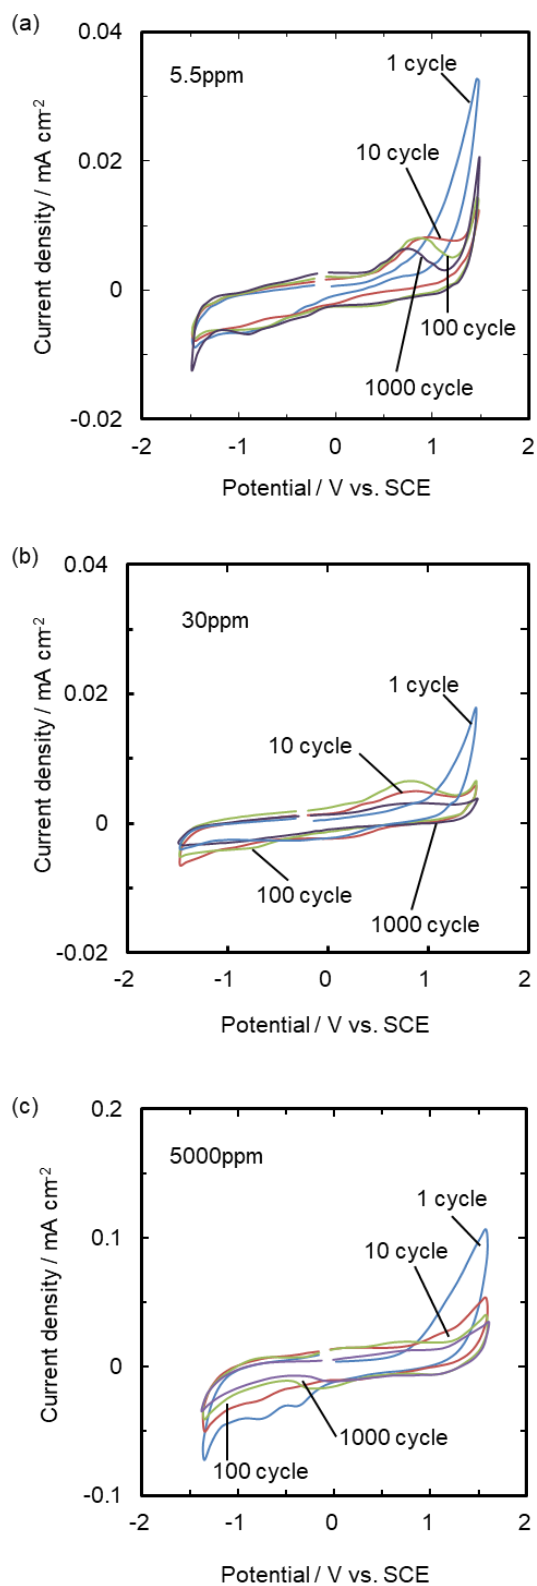 (a)
0.04
5.5ppm
1 cycle
10 cycle
0.02
0
100 cycle
1000 cycle
-0.02
-2
-1
0
1
2
Current density / mA cm-2
Potential / V vs. SCE
(b)
0.04
30ppm
1 cycle
0.02
10 cycle
0
100 cycle
1000 cycle
-0.02
-2
-1
0
1
2
Current density / mA cm-2
Potential / V vs. SCE
(c)
0.2
5000ppm
1 cycle
10 cycle
0.1
0
1000 cycle
100 cycle
-0.1
-2
-1
0
1
2
Current density / mA cm-2
Potential / V vs. SCE